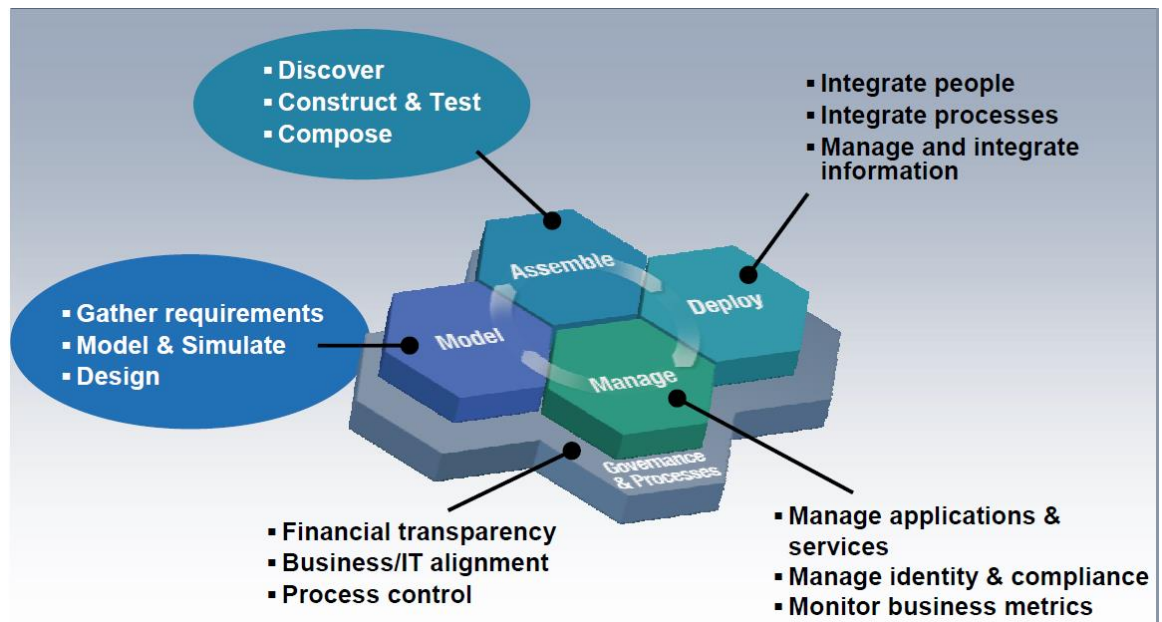 ▪ Discover
▪ Construct & Test
▪ Compose
▪ Integrate people
▪ Integrate processes
▪ Manage and integrate
information
Assemble
Deploy
▪ Gather requirements
▪ Model & Simulate
▪ Design
Model
Manage
Governance
& Processes
▪ Financial transparency
▪ Business/IT alignment
▪ Process control
▪ Manage applications &
services
▪ Manage identity & compliance
▪ Monitor business metrics